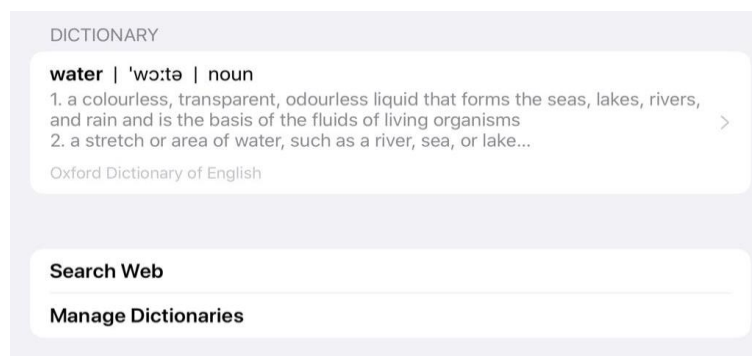 DICTIONARY
water | 'wɔːtə | noun
1. a colourless, transparent, odourless liquid that forms the seas, lakes, rivers,
and rain and is the basis of the fluids of living organisms
2. a stretch or area of water, such as a river, sea, or lake...
Oxford Dictionary of English
Search Web
Manage Dictionaries